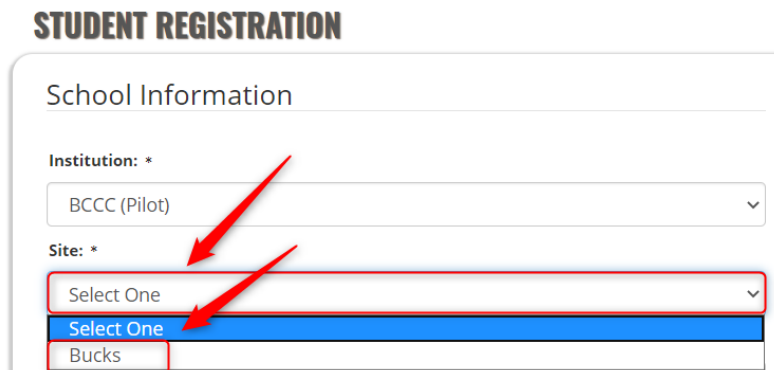 STUDENT REGISTRATION
School Information
Institution: *
BCCC (Pilot)
Site: *
Select One
Select One
Bucks